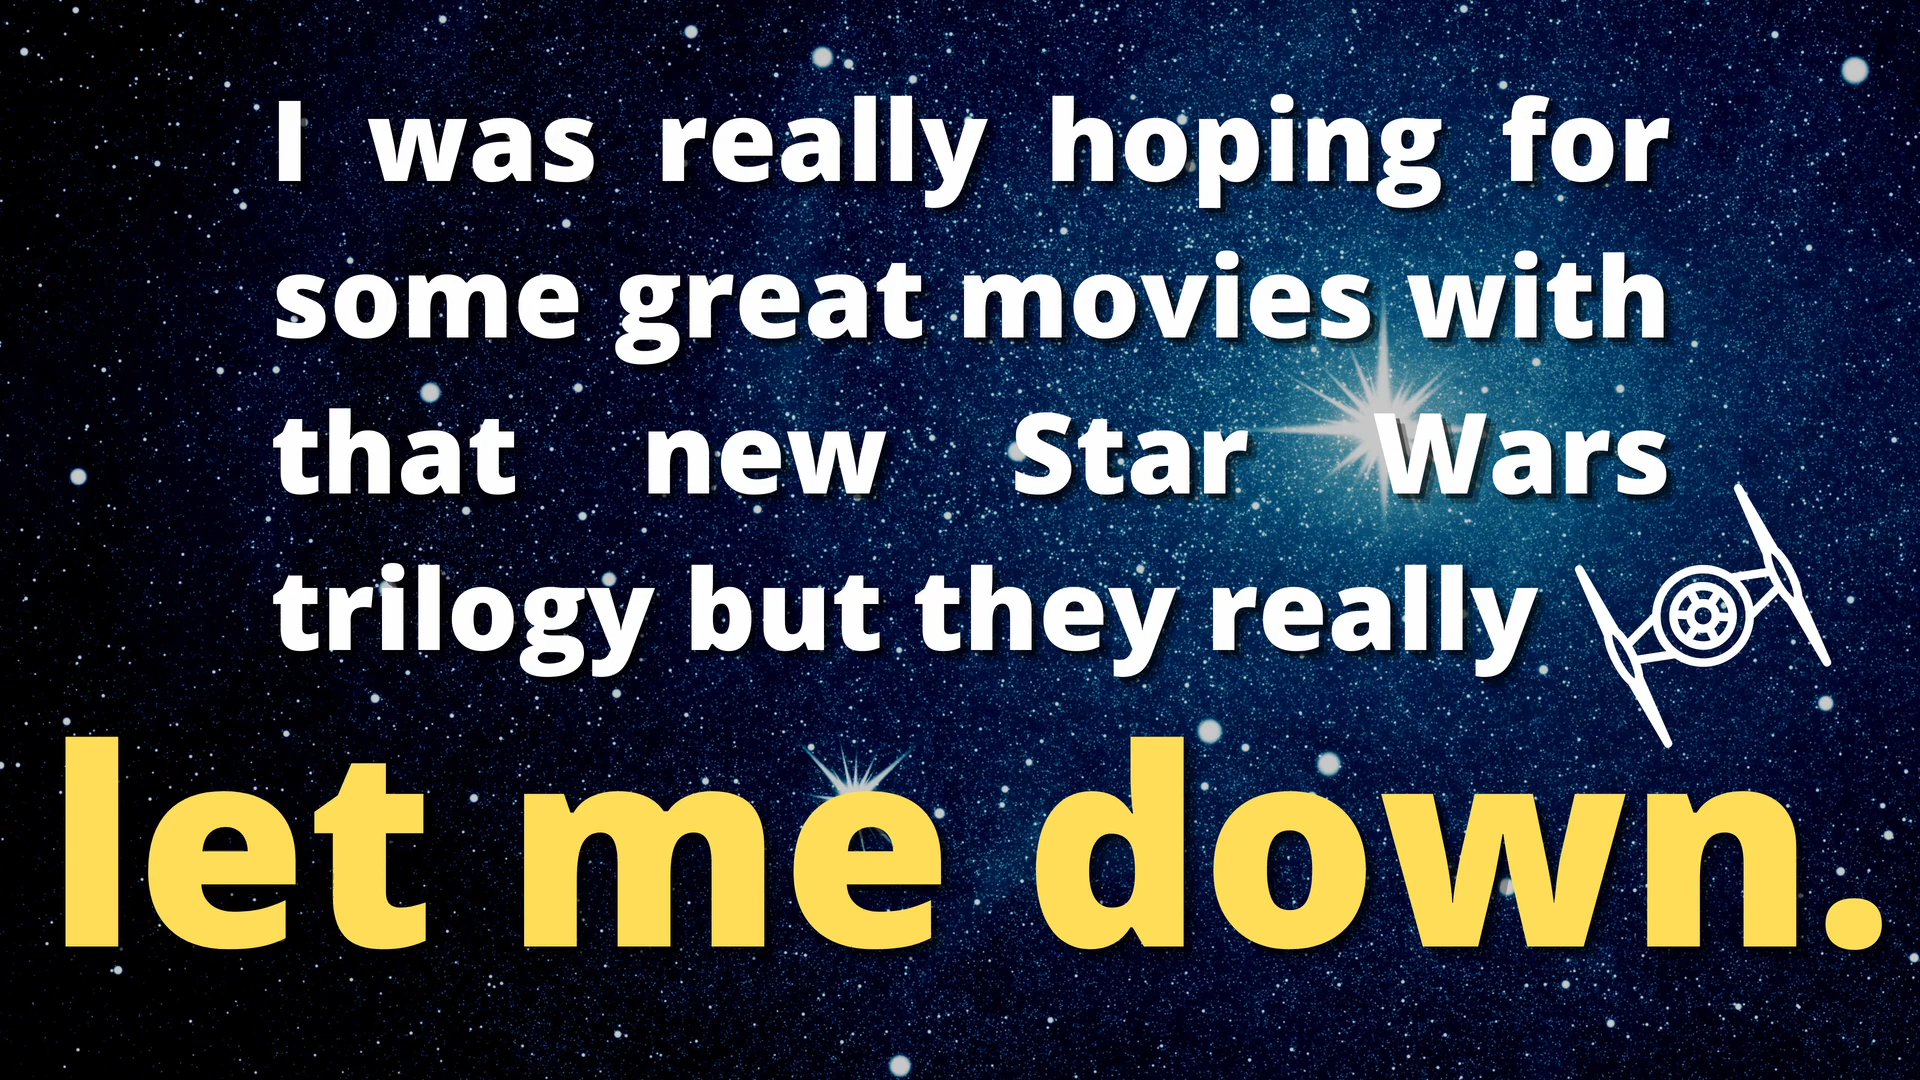 I was really hoping for
some great movies with
that new Star Wars
trilogy but they really
let me down.